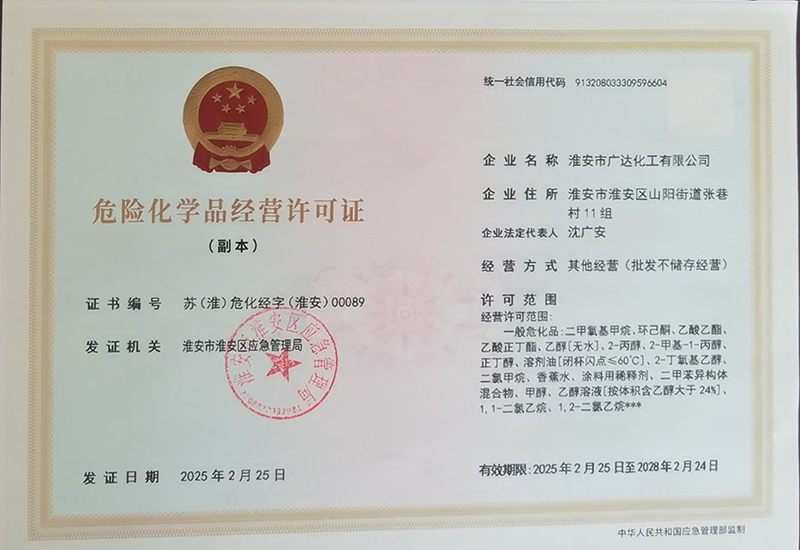 统一社会信用代码 913208033309596604
危险化学品经营许可证
（副本）
证书编号 苏（淮）危化经字（淮安）00089
发证机关 淮安市淮安区应急管理局
淮安市淮安区应急管理局
发证日期 2025年2月25日
企业名称 淮安市广达化工有限公司
企业住所 淮安市淮安区山阳街道张巷
村11组
企业法定代表人 沈广安
经营方式 其他经营（批发不储存经营）
许可范围
经营许可范围:
一般危化品：二甲氧基甲烷、环己酮、乙酸乙酯、
乙酸正丁酯、乙醇[无水]、2-丙醇、2-甲基-1-丙醇、
正丁醇、溶剂油[闭杯闪点≤60℃]、2-丁氧基乙醇、
二氯甲烷、香蕉水、涂料用稀释剂、二甲苯异构体
混合物、甲醇、乙醇溶液[按体积含乙醇大于24%]、
1,1-二氯乙烷、1,2-二氯乙烷***
有效期限：2025年2月25日至2028年2月24日
中华人民共和国应急管理部监制